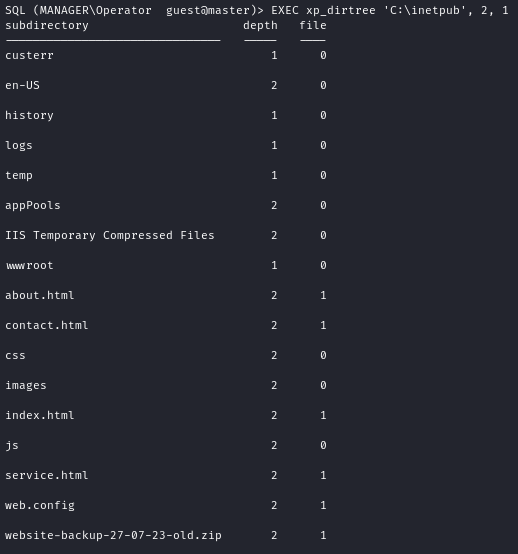 SQL (MANAGER\Operator  guest@master)> EXEC xp_dirtree 'C:\inetpub', 2, 1
subdirectory                      depth   file
custerr                               1      0
en-US                                 2      0
history                               1      0
logs                                  1      0
temp                                  1      0
appPools                              2      0
IIS Temporary Compressed Files        2      0
wwwroot                               1      0
about.html                            2      1
contact.html                          2      1
css                                   2      0
images                                2      0
index.html                            2      1
js                                    2      0
service.html                          2      1
web.config                            2      1
website-backup-27-07-23-old.zip       2      1